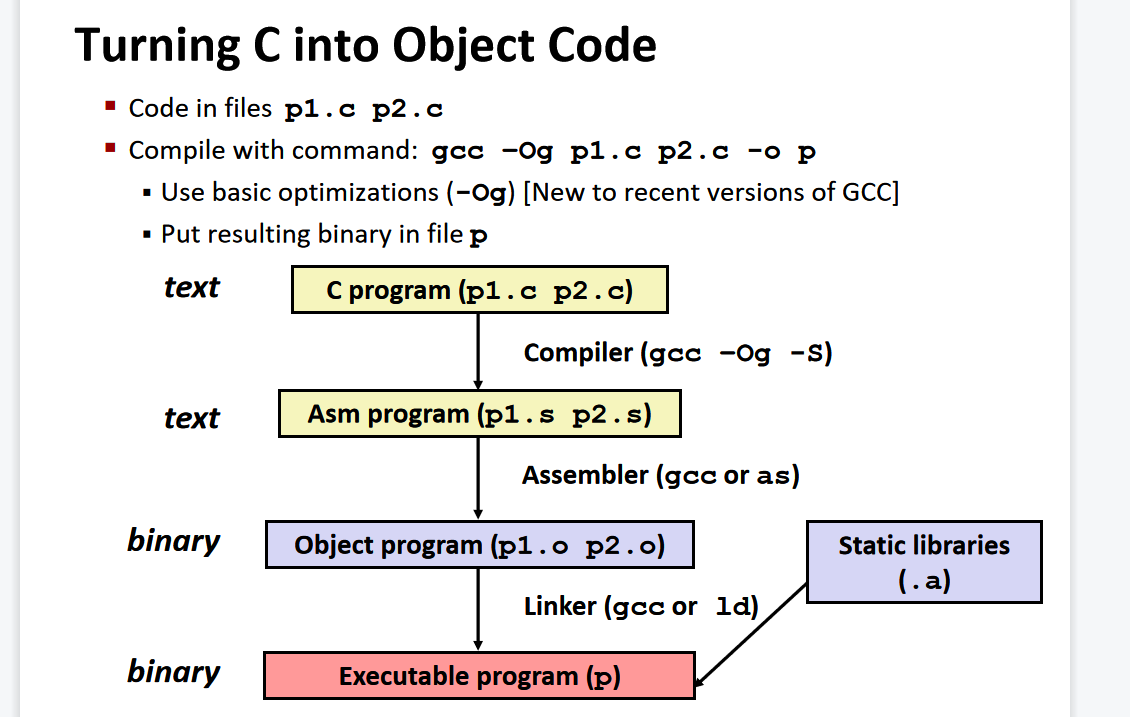 Turning C into Object Code
▪ Code in files p1.c p2.c
▪ Compile with command: gcc –Og p1.c p2.c -o p
▪ Use basic optimizations (–Og) [New to recent versions of GCC]
▪ Put resulting binary in file p
text
C program (p1.c p2.c)
Compiler (gcc –Og -S)
text
Asm program (p1.s p2.s)
Assembler (gcc or as)
binary
Object program (p1.o p2.o)
Static libraries
(.a)
Linker (gcc or ld)
binary
Executable program (p)